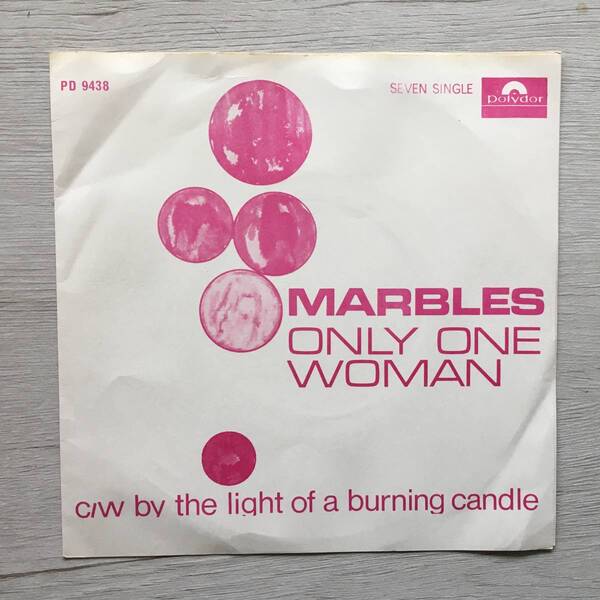 PD 9438
SEVEN SINGLE
polydor
MARBLES
ONLY ONE
WOMAN
c/w by the light of a burning candle